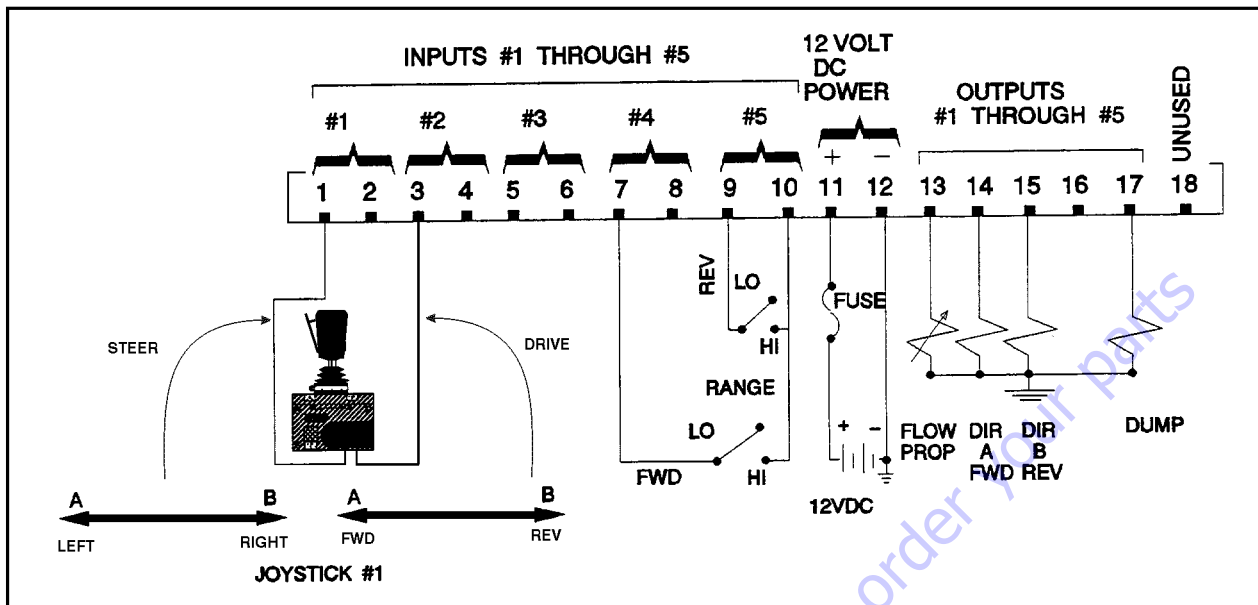 INPUTS #1 THROUGH #5
12 VOLT
DC
POWER
OUTPUTS
#1 THROUGH #5
UNUSED
#1 #2 #3 #4 #5 + −
1 2 3 4 5 6 7 8 9 10 11 12 13 14 15 16 17 18
REV
LO
HI
FUSE
STEER
DRIVE
RANGE
LO
FWD
HI
+ −
12VDC
FLOW
PROP
DIR
A
FWD
DIR
B
REV
DUMP
A B
LEFT RIGHT
A B
FWD REV
JOYSTICK #1
order your parts